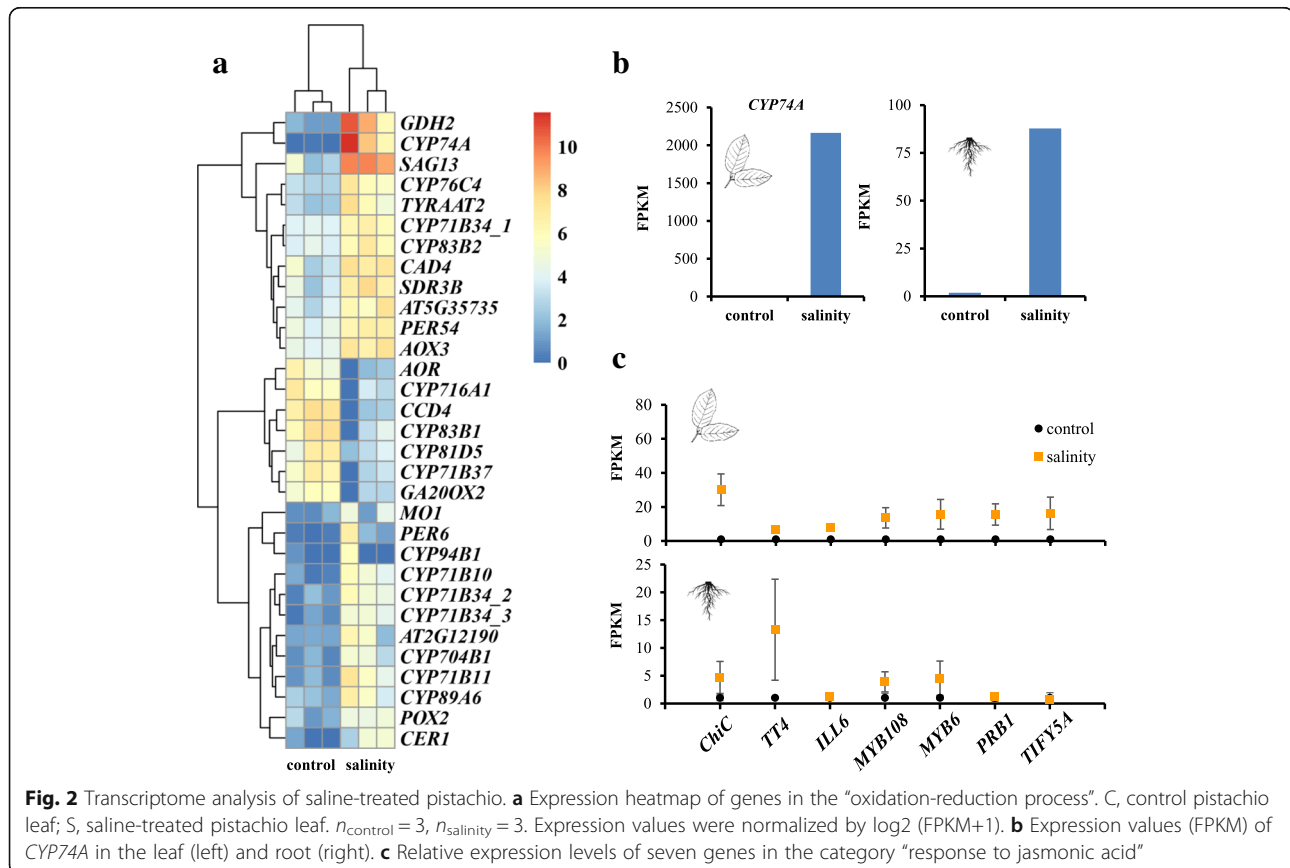 a
GDH2
CYP74A
SAG13
CYP76C4
TYRAAT2
CYP71B34_1
CYP83B2
CAD4
SDR3B
AT5G35735
PER54
AOX3
AOR
CYP716A1
CCD4
CYP83B1
CYP81D5
CYP71B37
GA20OX2
MO1
PER6
CYP94B1
CYP71B10
CYP71B34_2
CYP71B34_3
AT2G12190
CYP704B1
CYP71B11
CYP89A6
POX2
CER1
control salinity
10
8
6
4
2
0
b
CYP74A
FPKM
2500
2000
1500
1000
500
0
control salinity
FPKM
100
75
50
25
0
control salinity
c
FPKM
80
60
40
20
0
control
salinity
FPKM
25
20
15
10
5
0
ChiC TT4 ILL6 MYB108 MYB6 PRB1 TIFY5A
Fig. 2 Transcriptome analysis of saline-treated pistachio. a Expression heatmap of genes in the “oxidation-reduction process”. C, control pistachio
leaf; S, saline-treated pistachio leaf. ncontrol = 3, nsalinity = 3. Expression values were normalized by log2 (FPKM+1). b Expression values (FPKM) of
CYP74A in the leaf (left) and root (right). c Relative expression levels of seven genes in the category “response to jasmonic acid”